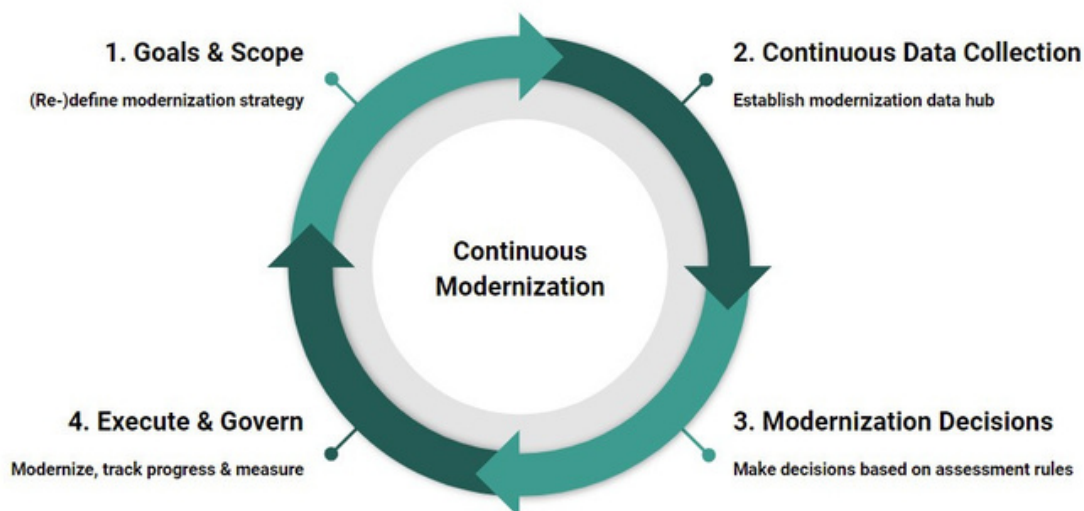 1. Goals & Scope
(Re-)define modernization strategy
2. Continuous Data Collection
Establish modernization data hub
Continuous
Modernization
4. Execute & Govern
Modernize, track progress & measure
3. Modernization Decisions
Make decisions based on assessment rules